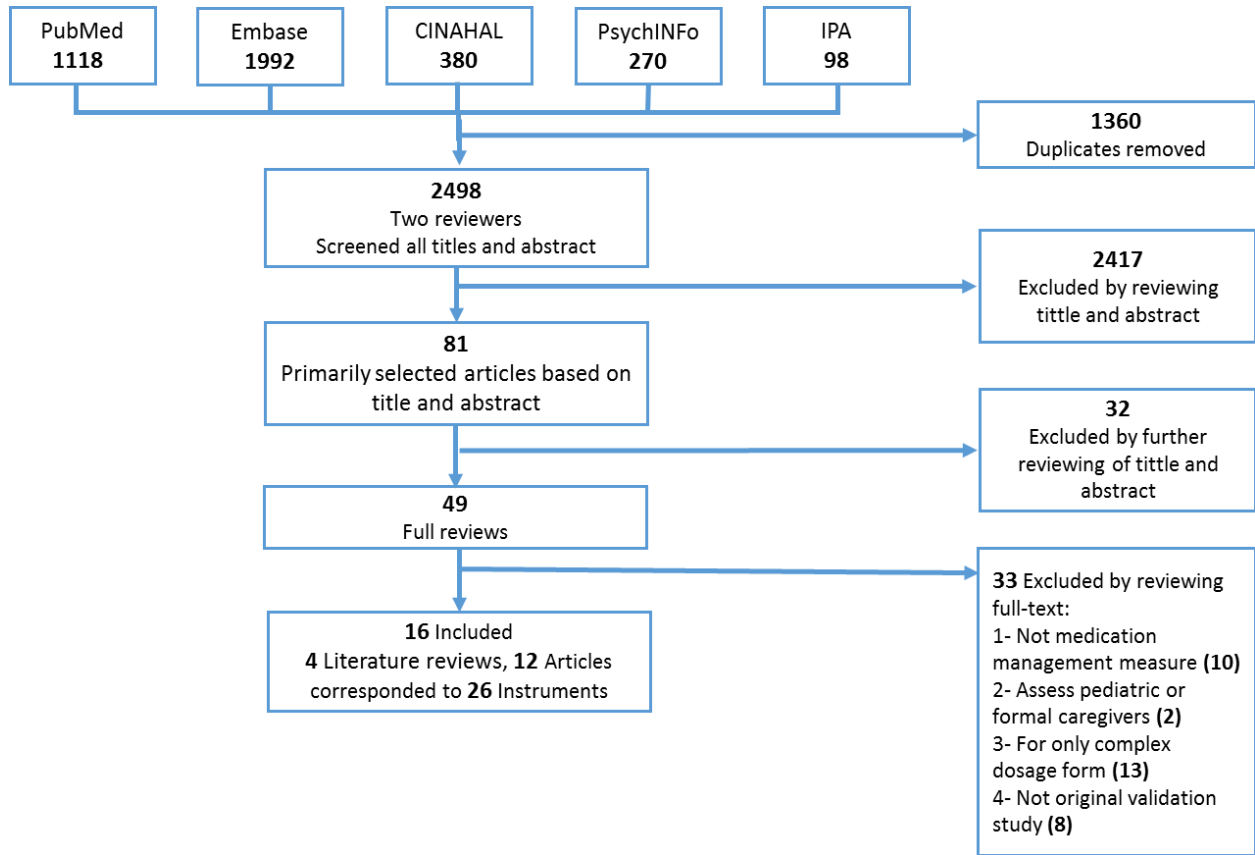 PubMed
1118
Embase
1992
CINAHAL
380
PsychINFo
270
IPA
98
1360
Duplicates removed
2498
Two reviewers
Screened all titles and abstract
2417
Excluded by reviewing
tittle and abstract
81
Primarily selected articles based on
title and abstract
32
Excluded by further
reviewing of tittle and
abstract
49
Full reviews
33 Excluded by reviewing
full-text:
1- Not medication
management measure (10)
2- Assess pediatric or
formal caregivers (2)
3- For only complex
dosage form (13)
4- Not original validation
study (8)
16 Included
4 Literature reviews, 12 Articles
corresponded to 26 Instruments